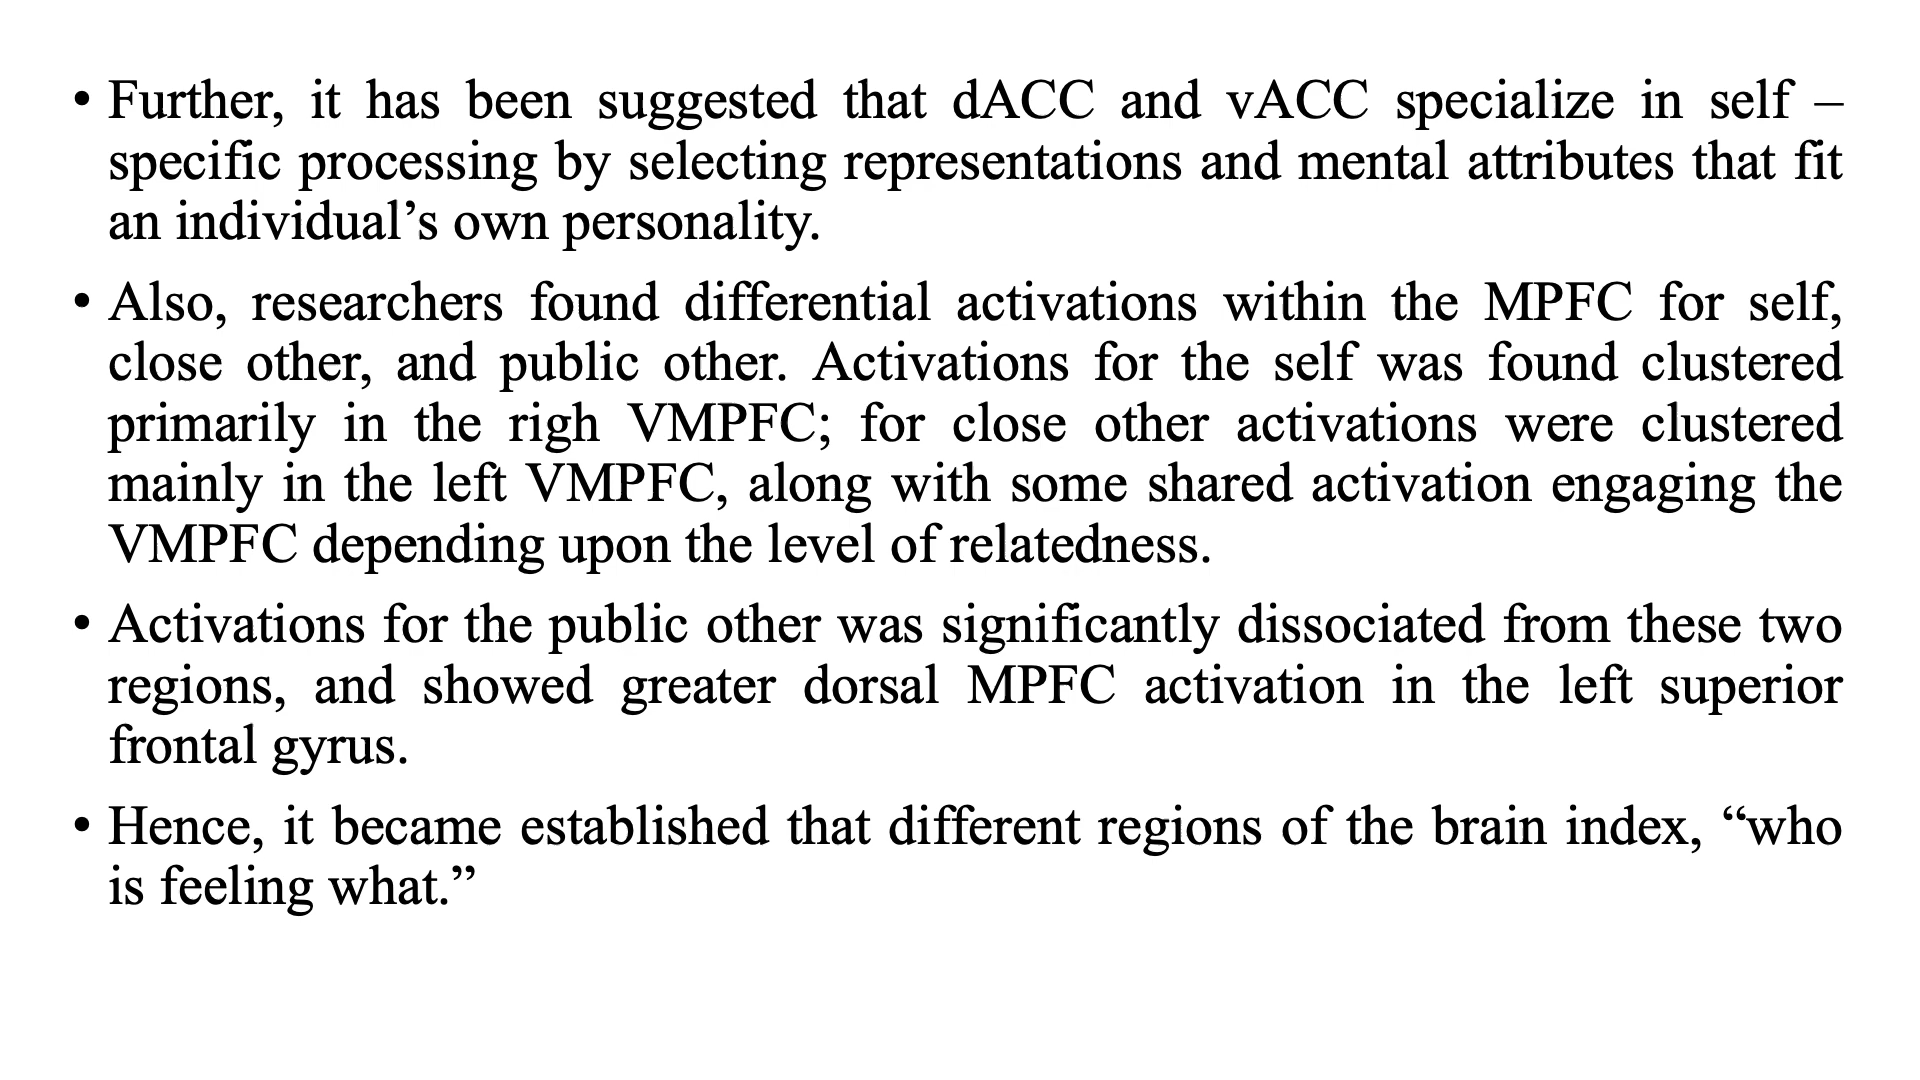 • Further, it has been suggested that dACC and vACC specialize in self –
specific processing by selecting representations and mental attributes that fit
an individual’s own personality.
• Also, researchers found differential activations within the MPFC for self,
close other, and public other. Activations for the self was found clustered
primarily in the righ VMPFC; for close other activations were clustered
mainly in the left VMPFC, along with some shared activation engaging the
VMPFC depending upon the level of relatedness.
• Activations for the public other was significantly dissociated from these two
regions, and showed greater dorsal MPFC activation in the left superior
frontal gyrus.
• Hence, it became established that different regions of the brain index, “who
is feeling what.”